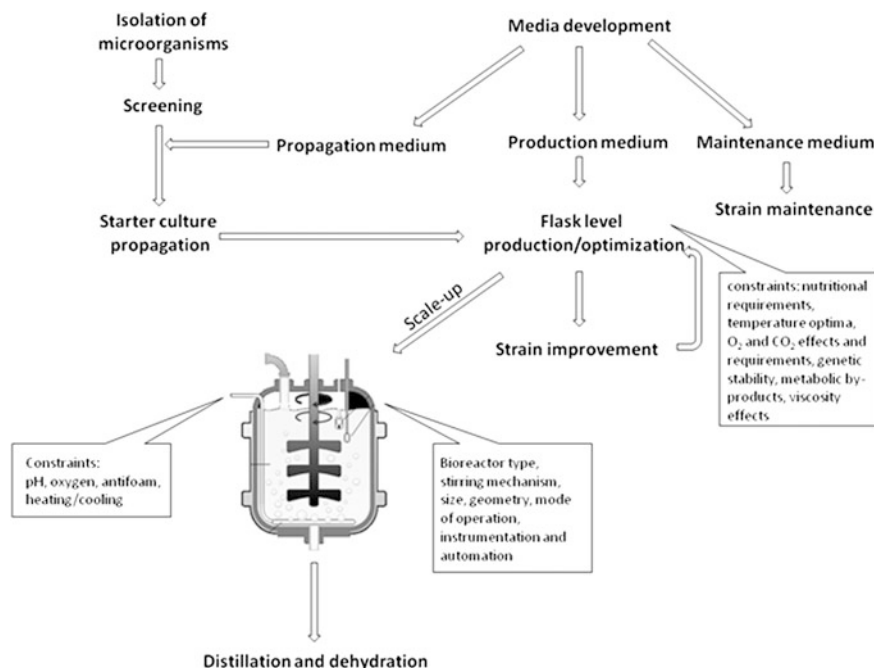 Isolation of
microorganisms
Media development
Screening
Propagation medium
Production medium
Maintenance medium
Starter culture
propagation
Flask level
production/optimization
Strain maintenance
Scale-up
Strain improvement
constraints: nutritional
requirements,
temperature optima,
O₂ and CO₂ effects and
requirements, genetic
stability, metabolic by-
products, viscosity
effects
Constraints:
pH, oxygen, antifoam,
heating/cooling
Bioreactor type,
stirring mechanism,
size, geometry, mode
of operation,
instrumentation and
automation
Distillation and dehydration